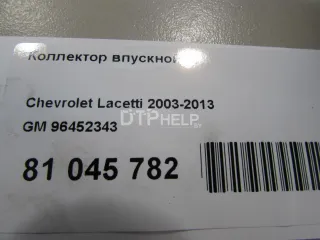 Коллектор впускной
Chevrolet Lacetti 2003-2013
GM 96452343
DTPHELP
81 045 782